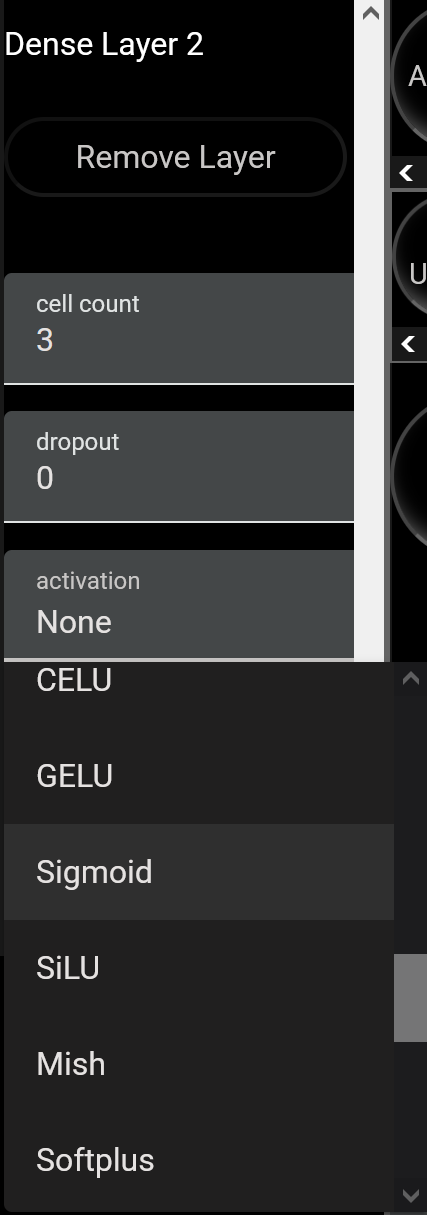 Dense Layer 2
A
Remove Layer
U
cell count
3
dropout
0
activation
None
CELU
GELU
Sigmoid
SiLU
Mish
Softplus